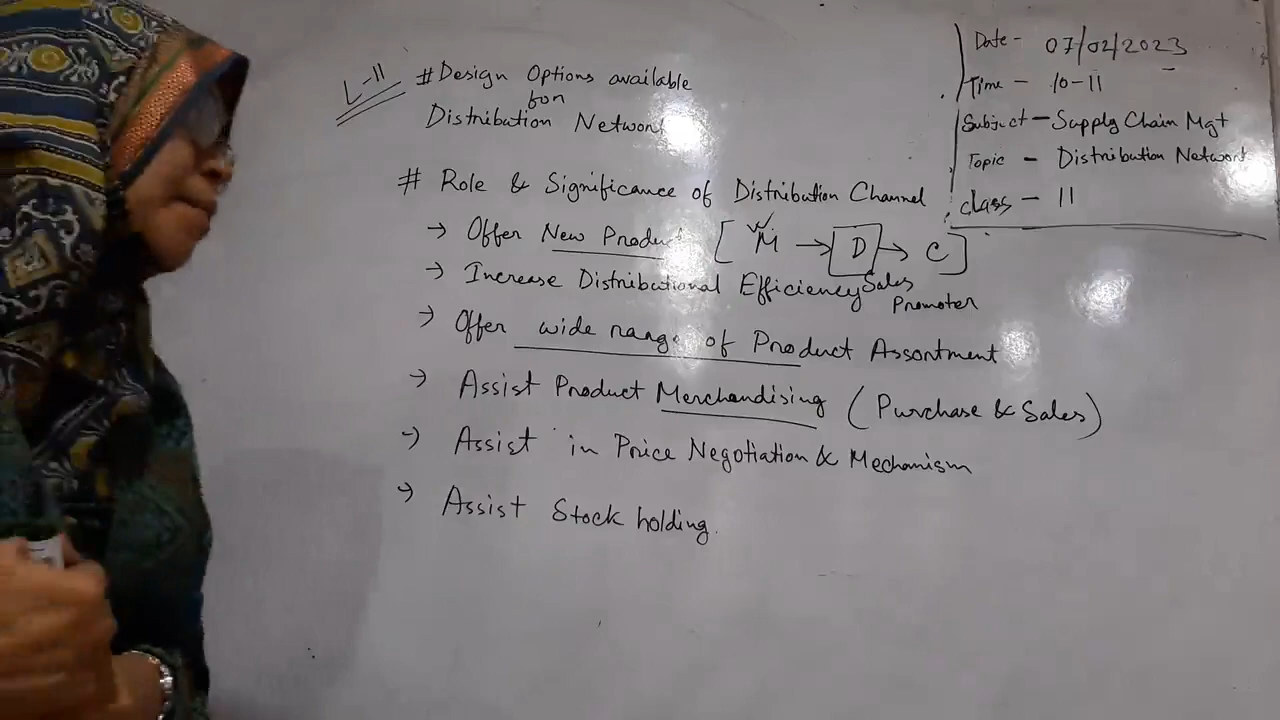 L-11
# Design Options available
for
Distribution Network
Date - 07/02/2023
Time - 10-11
Subject - Supply Chain Mgt
Topic - Distribution Network
class - 11
# Role & Significance of Distribution Channel
→ Offer New Product [ M → D → C ]
→ Increase Distributional Efficiency Sales
Promoter
→ Offer wide range of Product Assortment
→ Assist Product Merchandising (Purchase & Sales)
→ Assist in Price Negotiation & Mechanism
→ Assist Stock holding.